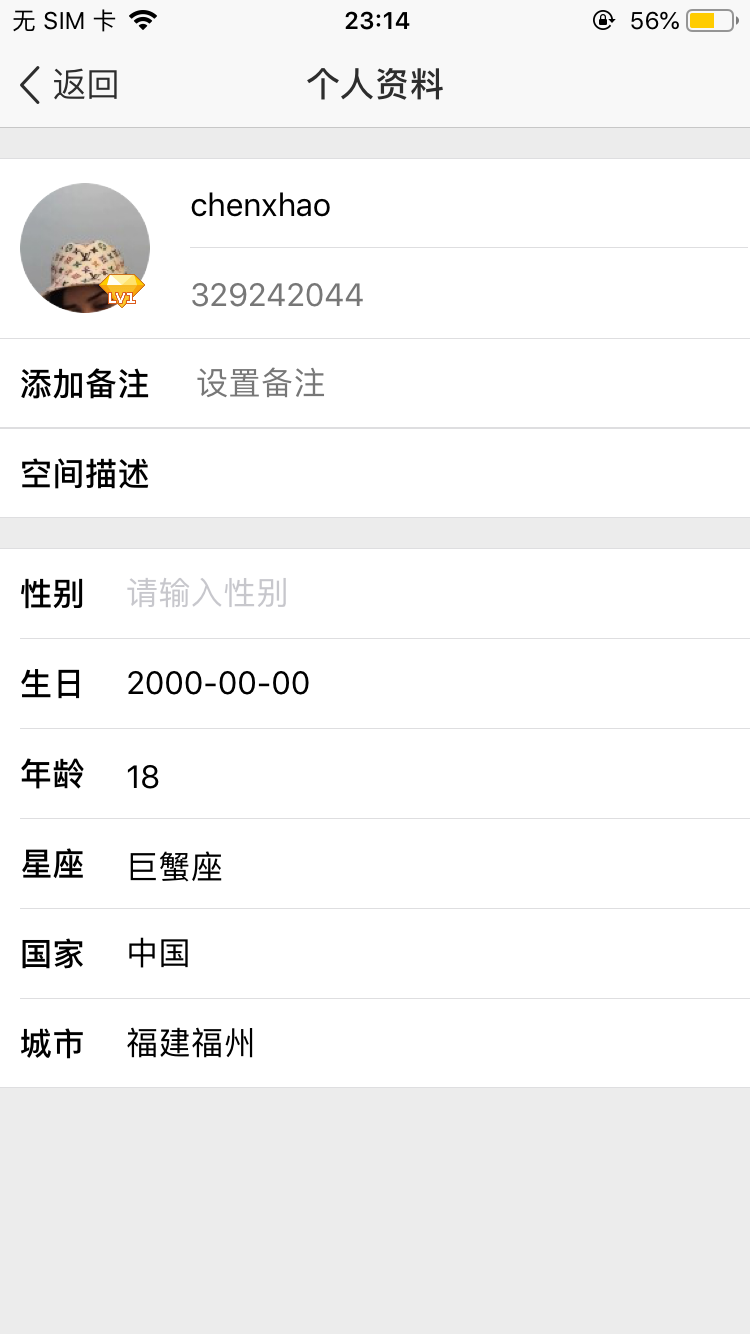 无 SIM 卡 23:14 56%
返回 个人资料
chenxhao
LV1
329242044
添加备注 设置备注
空间描述
性别 请输入性别
生日 2000-00-00
年龄 18
星座 巨蟹座
国家 中国
城市 福建福州